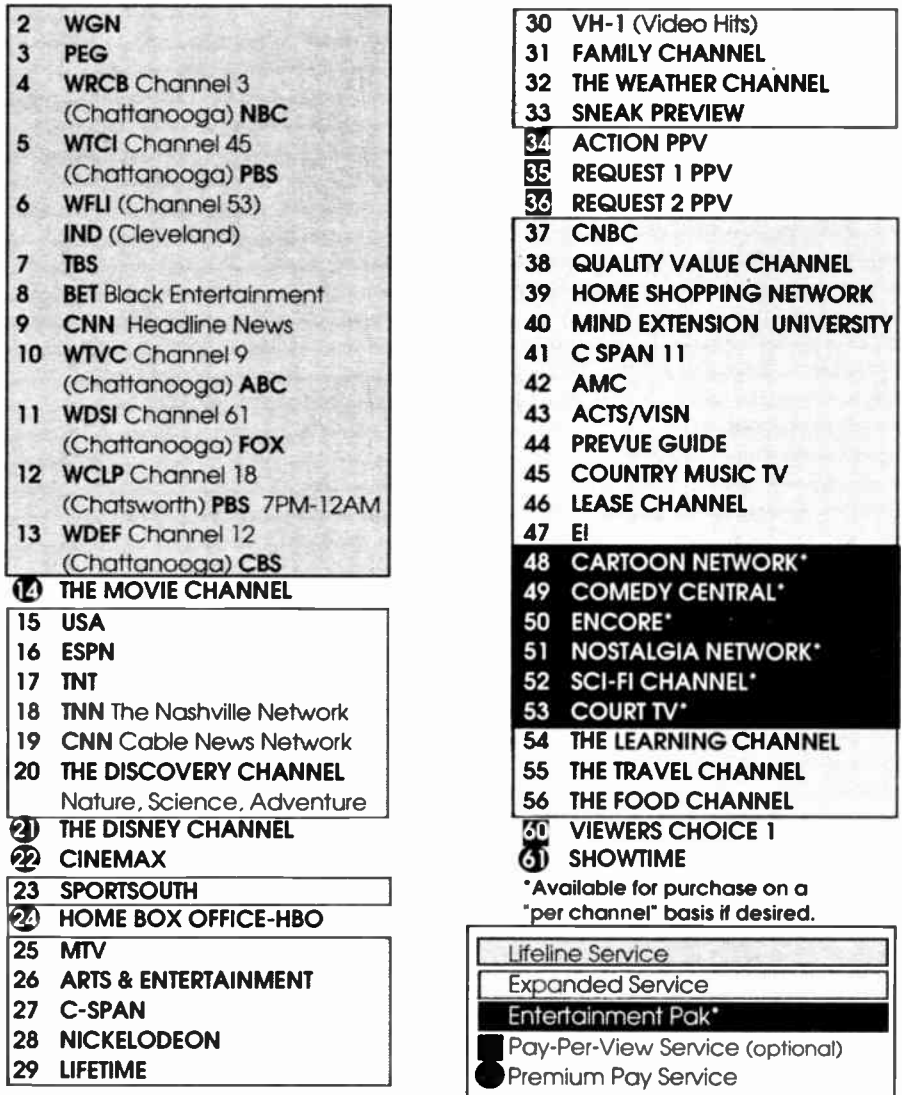 2 WGN
3 PEG
4 WRCB Channel 3
(Chattanooga) NBC
5 WTCI Channel 45
(Chattanooga) PBS
6 WFLI (Channel 53)
IND (Cleveland)
7 TBS
8 BET Black Entertainment
9 CNN Headline News
10 WTVC Channel 9
(Chattanooga) ABC
11 WDSI Channel 61
(Chattanooga) FOX
12 WCLP Channel 18
(Chatsworth) PBS 7PM-12AM
13 WDEF Channel 12
(Chattanooga) CBS
14 THE MOVIE CHANNEL
15 USA
16 ESPN
17 TNT
18 TNN The Nashville Network
19 CNN Cable News Network
20 THE DISCOVERY CHANNEL
Nature, Science, Adventure
21 THE DISNEY CHANNEL
22 CINEMAX
23 SPORTSOUTH
24 HOME BOX OFFICE-HBO
25 MTV
26 ARTS & ENTERTAINMENT
27 C-SPAN
28 NICKELODEON
29 LIFETIME
30 VH-1 (Video Hits)
31 FAMILY CHANNEL
32 THE WEATHER CHANNEL
33 SNEAK PREVIEW
34 ACTION PPV
35 REQUEST 1 PPV
36 REQUEST 2 PPV
37 CNBC
38 QUALITY VALUE CHANNEL
39 HOME SHOPPING NETWORK
40 MIND EXTENSION UNIVERSITY
41 C SPAN 11
42 AMC
43 ACTS/VISN
44 PREVUE GUIDE
45 COUNTRY MUSIC TV
46 LEASE CHANNEL
47 E!
48 CARTOON NETWORK*
49 COMEDY CENTRAL*
50 ENCORE*
51 NOSTALGIA NETWORK*
52 SCI-FI CHANNEL*
53 COURT TV*
54 THE LEARNING CHANNEL
55 THE TRAVEL CHANNEL
56 THE FOOD CHANNEL
60 VIEWERS CHOICE 1
61 SHOWTIME
*Available for purchase on a
"per channel" basis if desired.
Lifeline Service
Expanded Service
Entertainment Pak*
Pay-Per-View Service (optional)
Premium Pay Service